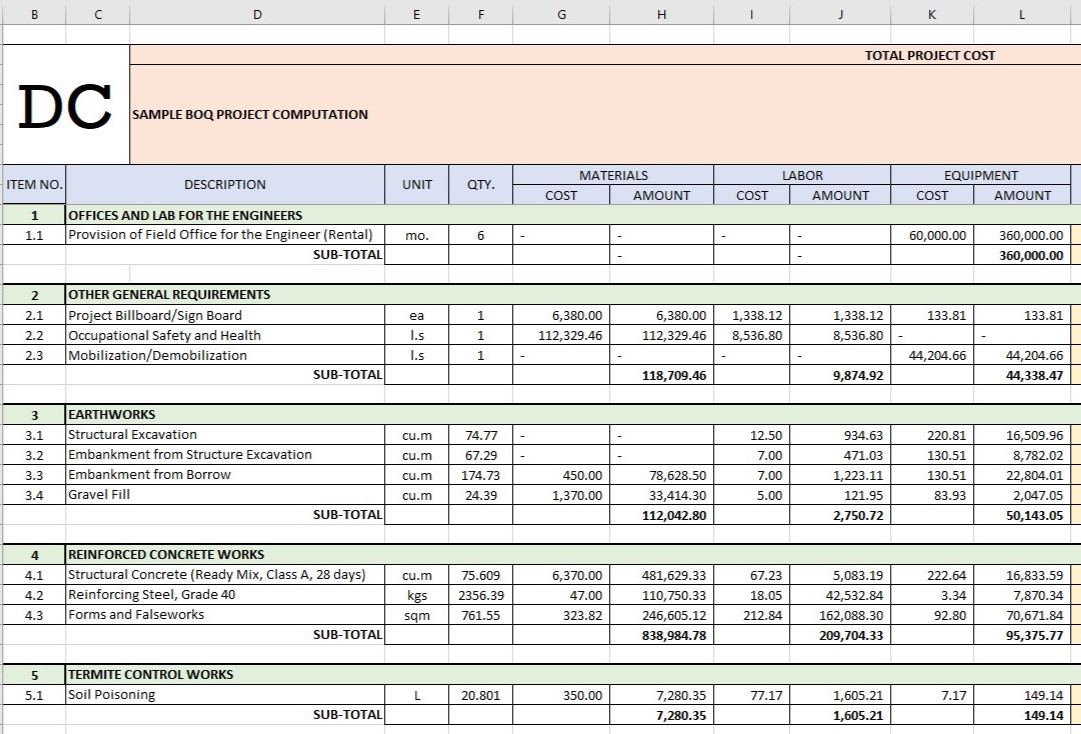 B C D E F G H I J K L
TOTAL PROJECT COST
DC
SAMPLE BOQ PROJECT COMPUTATION
ITEM NO. DESCRIPTION UNIT QTY. MATERIALS LABOR EQUIPMENT
COST AMOUNT COST AMOUNT COST AMOUNT
1 OFFICES AND LAB FOR THE ENGINEERS
1.1 Provision of Field Office for the Engineer (Rental) mo. 6 - - - - 60,000.00 360,000.00
SUB-TOTAL - - 360,000.00
2 OTHER GENERAL REQUIREMENTS
2.1 Project Billboard/Sign Board ea 1 6,380.00 6,380.00 1,338.12 1,338.12 133.81 133.81
2.2 Occupational Safety and Health l.s 1 112,329.46 112,329.46 8,536.80 8,536.80 - -
2.3 Mobilization/Demobilization l.s 1 - - - - 44,204.66 44,204.66
SUB-TOTAL 118,709.46 9,874.92 44,338.47
3 EARTHWORKS
3.1 Structural Excavation cu.m 74.77 - - 12.50 934.63 220.81 16,509.96
3.2 Embankment from Structure Excavation cu.m 67.29 - - 7.00 471.03 130.51 8,782.02
3.3 Embankment from Borrow cu.m 174.73 450.00 78,628.50 7.00 1,223.11 130.51 22,804.01
3.4 Gravel Fill cu.m 24.39 1,370.00 33,414.30 5.00 121.95 83.93 2,047.05
SUB-TOTAL 112,042.80 2,750.72 50,143.05
4 REINFORCED CONCRETE WORKS
4.1 Structural Concrete (Ready Mix, Class A, 28 days) cu.m 75.609 6,370.00 481,629.33 67.23 5,083.19 222.64 16,833.59
4.2 Reinforcing Steel, Grade 40 kgs 2356.39 47.00 110,750.33 18.05 42,532.84 3.34 7,870.34
4.3 Forms and Falseworks sqm 761.55 323.82 246,605.12 212.84 162,088.30 92.80 70,671.84
SUB-TOTAL 838,984.78 209,704.33 95,375.77
5 TERMITE CONTROL WORKS
5.1 Soil Poisoning L 20.801 350.00 7,280.35 77.17 1,605.21 7.17 149.14
SUB-TOTAL 7,280.35 1,605.21 149.14